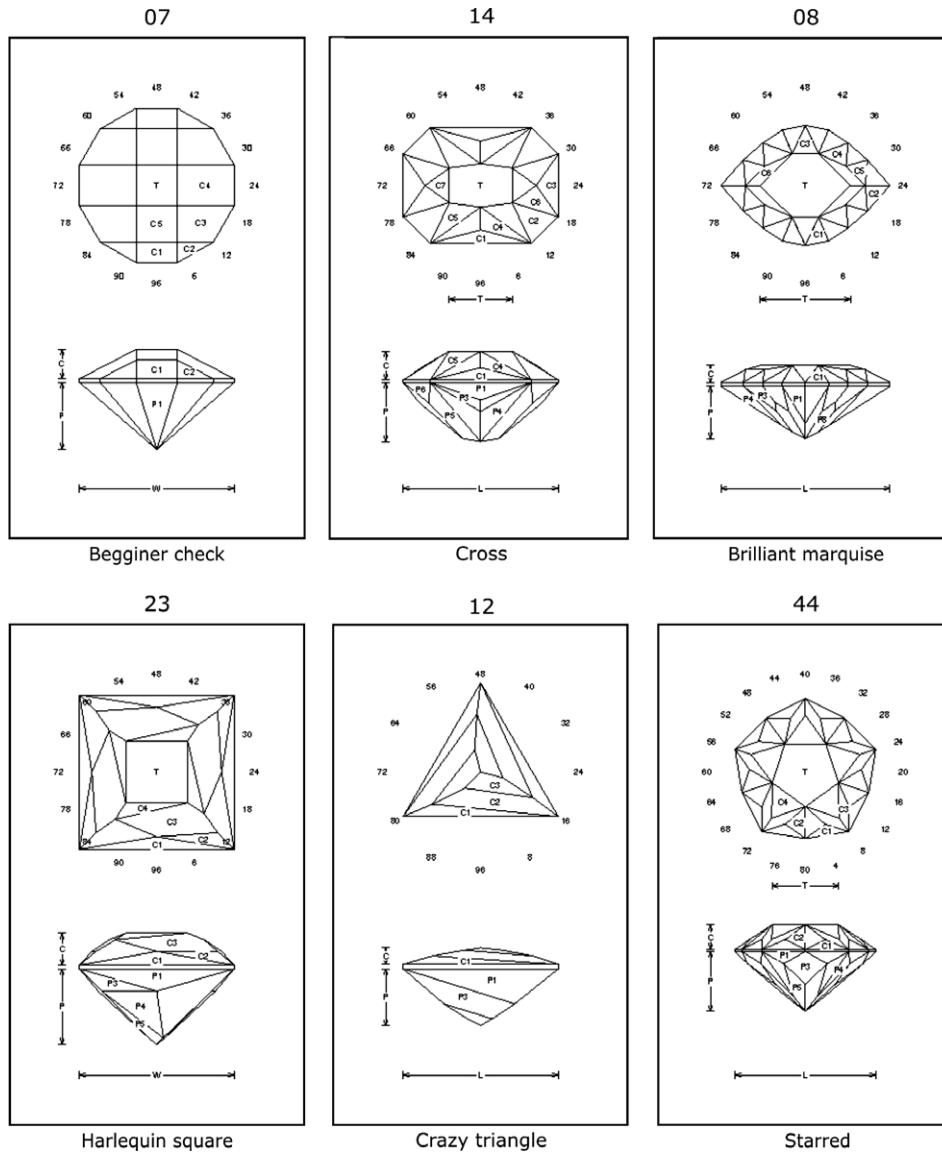 07
14
08
48
54 42
60 36
66 30
72 T C4 24
78 C5 C3 18
84 C1 C2 12
90 6
96
C
C1 C2
P
P1
W
Begginer check
48
54 42
60 36
66 30
72 C7 T C3 24
C6
78 C5 C4 C2 18
84 C1 12
90 6
96
T
C
C5 C4
C1
P
P6 P1
P3
P5 P4
L
Cross
48
54 42
60 36
C3
66 C4 30
C6 C5
72 T C2 24
78 18
84 C1 12
90 6
96
T
C
C1
P
P4 P3 P1
P8
L
Brilliant marquise
23
12
44
48
54 42
60 36
66 30
72 T 24
78 C4 18
C3
84 C1 C2 12
90 6
96
C
C3
C1 C2
P
P1
P3
P4
P5
W
Harlequin square
48
56 40
64 32
72 C3 24
C2
80 C1 16
88 8
96
C
C1
P
P1
P3
L
Crazy triangle
40
44 36
48 32
52 28
56 24
60 T 20
64 C4 C3 16
68 C2 C1 12
72 8
76 4
80
T
C
C2
C1
P
P1
P3 P4
P5
L
Starred